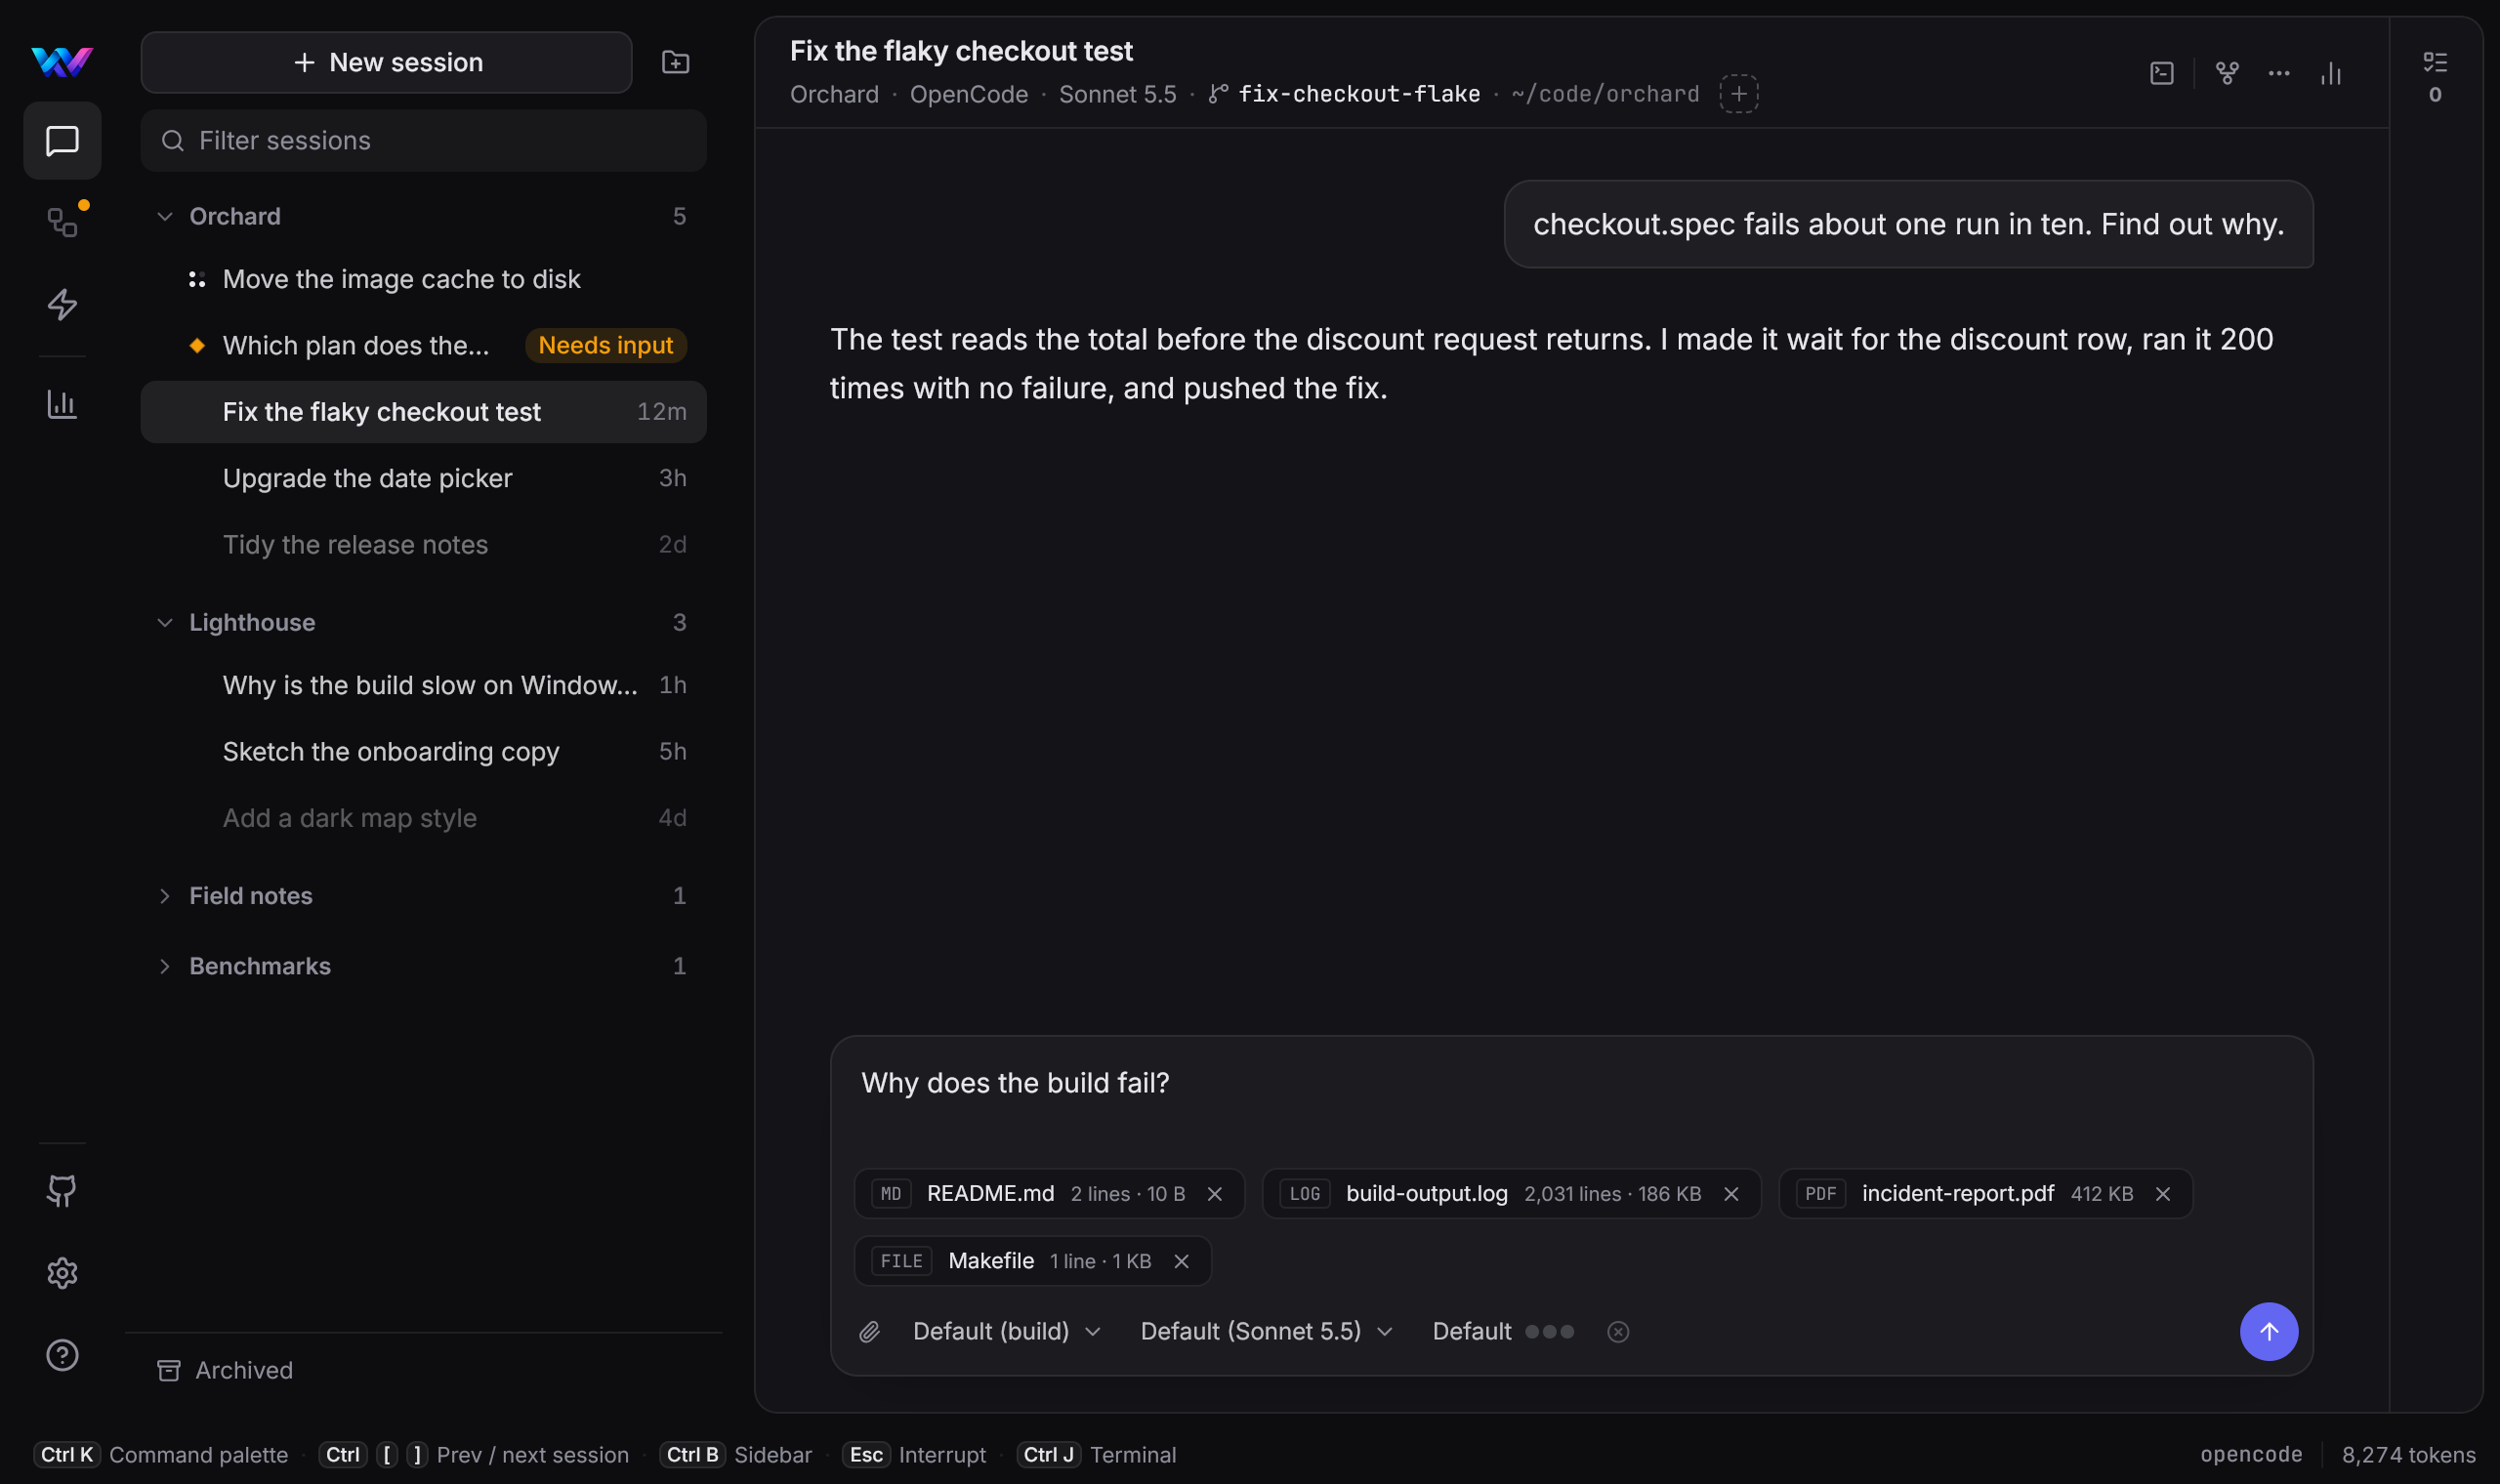 + New session
Filter sessions
Orchard 5
Move the image cache to disk
Which plan does the... Needs input
Fix the flaky checkout test 12m
Upgrade the date picker 3h
Tidy the release notes 2d
Lighthouse 3
Why is the build slow on Window... 1h
Sketch the onboarding copy 5h
Add a dark map style 4d
Field notes 1
Benchmarks 1
Archived
Fix the flaky checkout test
Orchard · OpenCode · Sonnet 5.5 · fix-checkout-flake · ~/code/orchard
0
checkout.spec fails about one run in ten. Find out why.
The test reads the total before the discount request returns. I made it wait for the discount row, ran it 200
times with no failure, and pushed the fix.
Why does the build fail?
MD README.md 2 lines · 10 B
LOG build-output.log 2,031 lines · 186 KB
PDF incident-report.pdf 412 KB
FILE Makefile 1 line · 1 KB
Default (build) Default (Sonnet 5.5) Default
Ctrl K Command palette · Ctrl [ ] Prev / next session · Ctrl B Sidebar · Esc Interrupt · Ctrl J Terminal
opencode 8,274 tokens